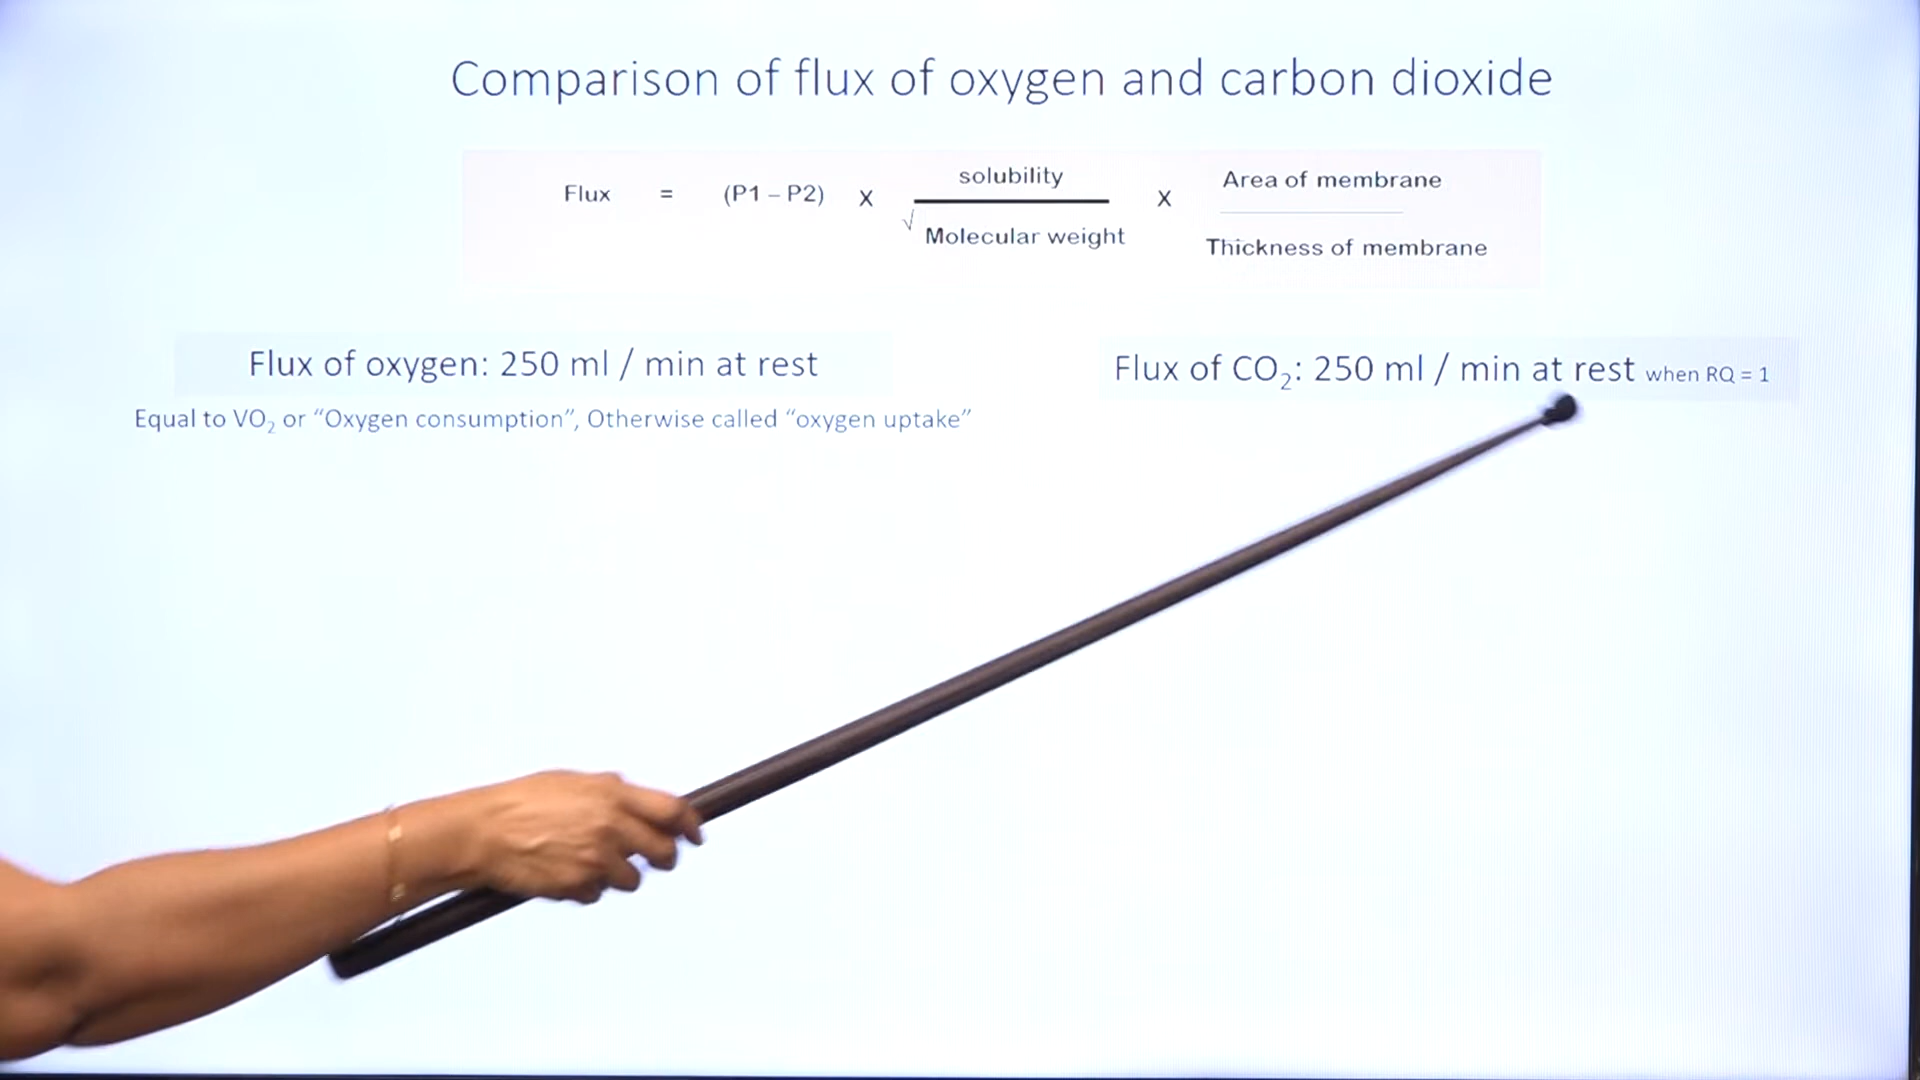 Comparison of flux of oxygen and carbon dioxide
Flux = (P1 – P2) X solubility / √ Molecular weight X Area of membrane / Thickness of membrane
Flux of oxygen: 250 ml / min at rest
Equal to VO₂ or “Oxygen consumption”, Otherwise called “oxygen uptake”
Flux of CO₂: 250 ml / min at rest when RQ = 1